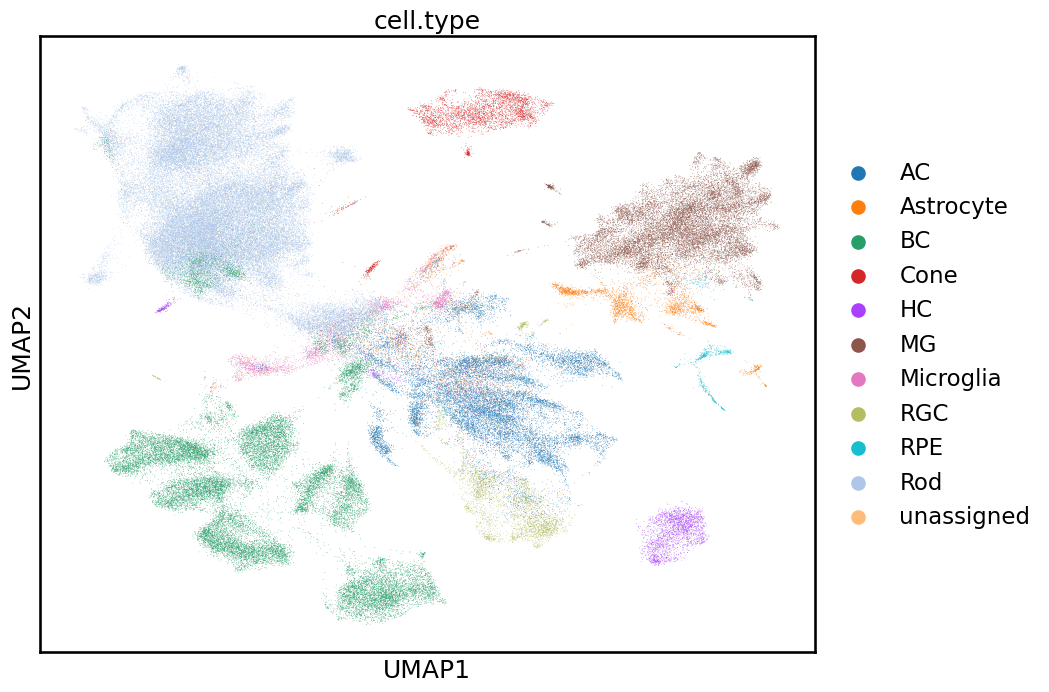 cell.type
UMAP2
UMAP1
AC
Astrocyte
BC
Cone
HC
MG
Microglia
RGC
RPE
Rod
unassigned